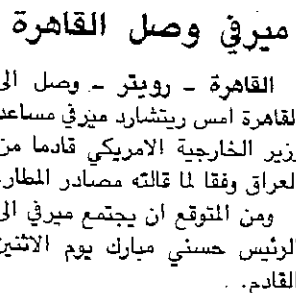 ميرفي وصل القاهرة
القاهرة - رويتر - وصل الى
القاهرة امس ريتشارد ميرفي مساعد
وزير الخارجية الامريكي قادما من
العراق وفقا لما قالته مصادر المطار.
ومن المتوقع ان يجتمع ميرفي الى
الرئيس حسني مبارك يوم الاثنين
القادم.